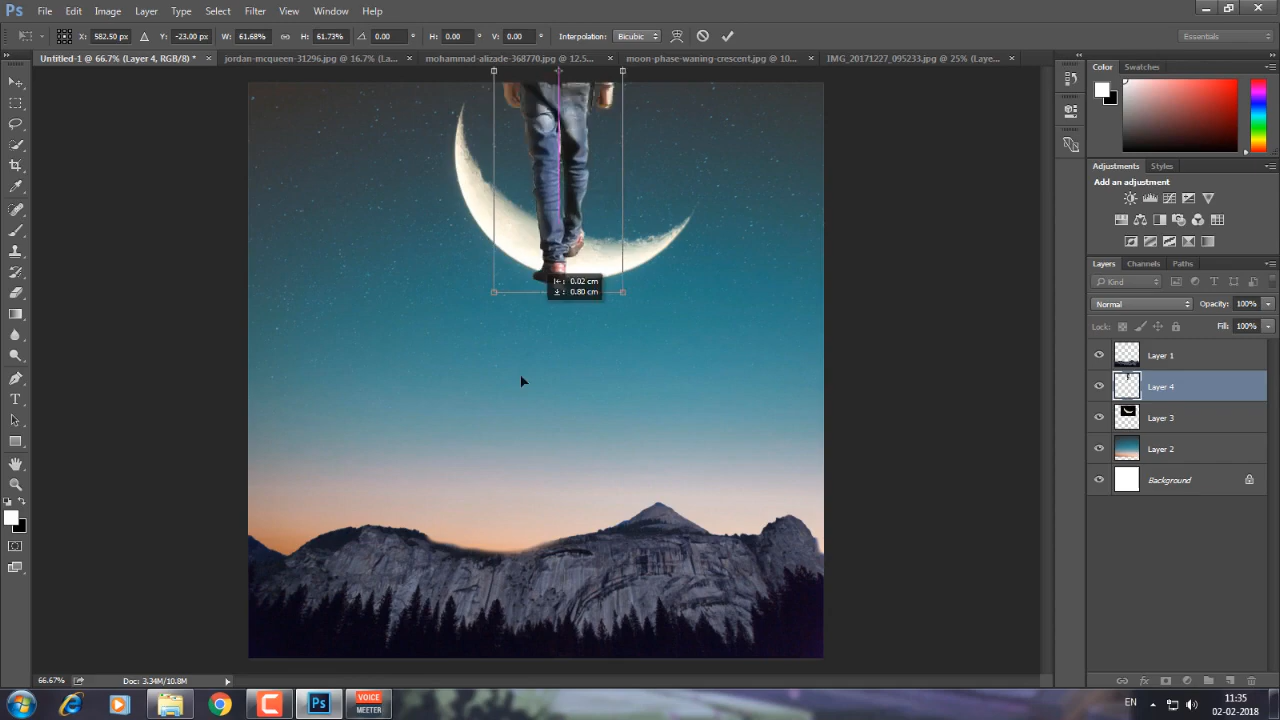 Ps File Edit Image Layer Type Select Filter View Window Help
X: 582.50 px Y: -23.00 px W: 61.68% H: 61.73% 0.00 ° H: 0.00 ° V: 0.00 ° Interpolation: Bicubic Essentials
Untitled-1 @ 66.7% (Layer 4, RGB/8) * × jordan-mcqueen-31296.jpg @ 16.7% (La... × mohammad-alizade-368770.jpg @ 12.5... × moon-phase-waning-crescent.jpg @ 10... × IMG_20171227_095233.jpg @ 25% (Laye... ×
Color Swatches
Adjustments Styles
Add an adjustment
Layers Channels Paths
Kind
Normal Opacity: 100%
Lock: Fill: 100%
Layer 1
Layer 4
Layer 3
Layer 2
Background
0.02 cm
0.80 cm
66.67% Doc: 3.34M/10.8M
Ps VOICE
MEETER
EN 11:35
02-02-2018